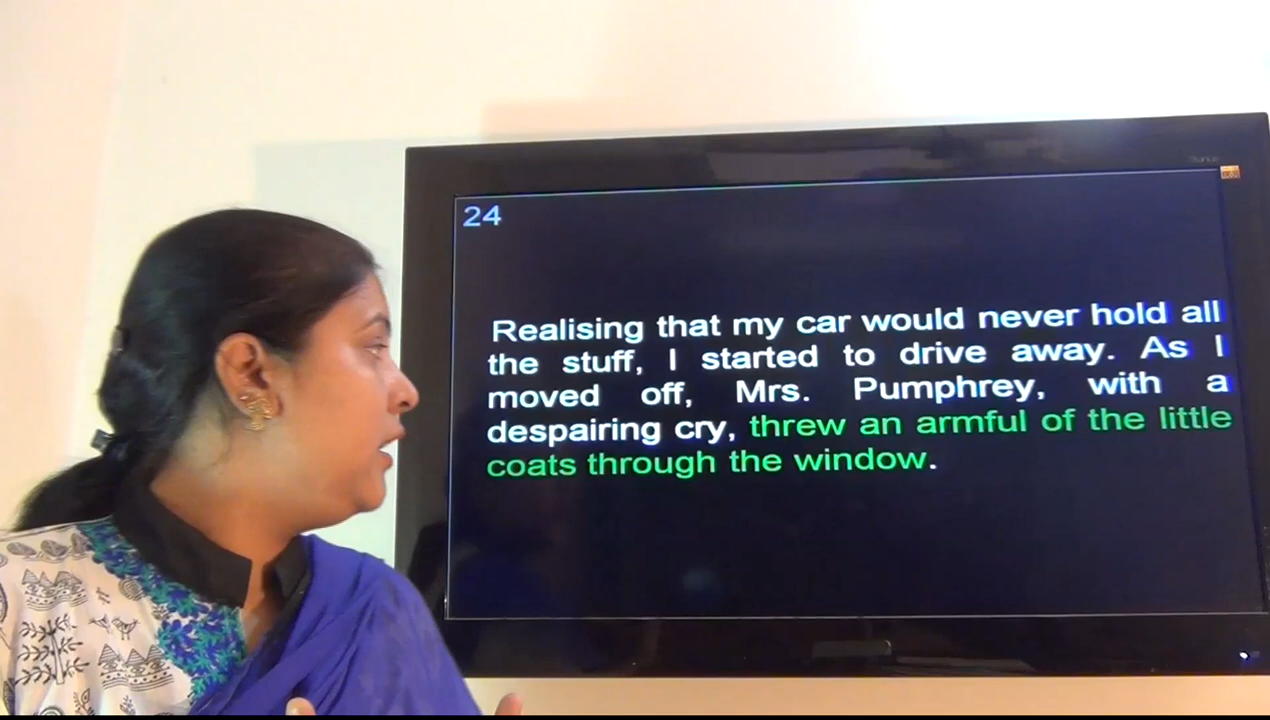 24
Realising that my car would never hold all
the stuff, I started to drive away. As I
moved off, Mrs. Pumphrey, with a
despairing cry, threw an armful of the little
coats through the window.